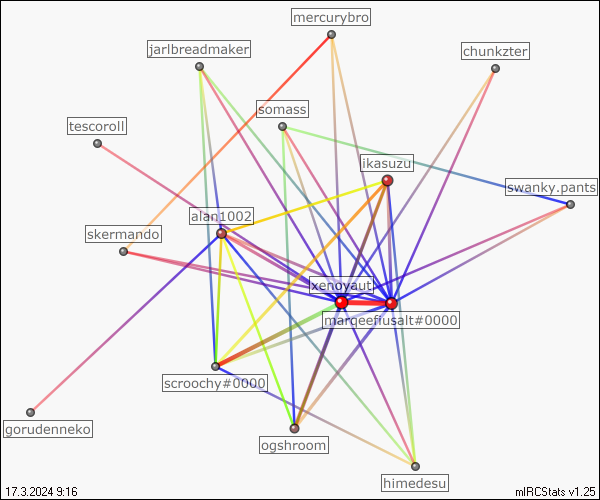 mercurybro
jarlbreadmaker
chunkzter
somass
tescoroll
ikasuzu
swanky.pants
alan1002
skermando
xenoyaut
marqeefiusalt#0000
scroochy#0000
gorudenneko
ogshroom
himedesu
17.3.2024 9:16
mIRCStats v1.25